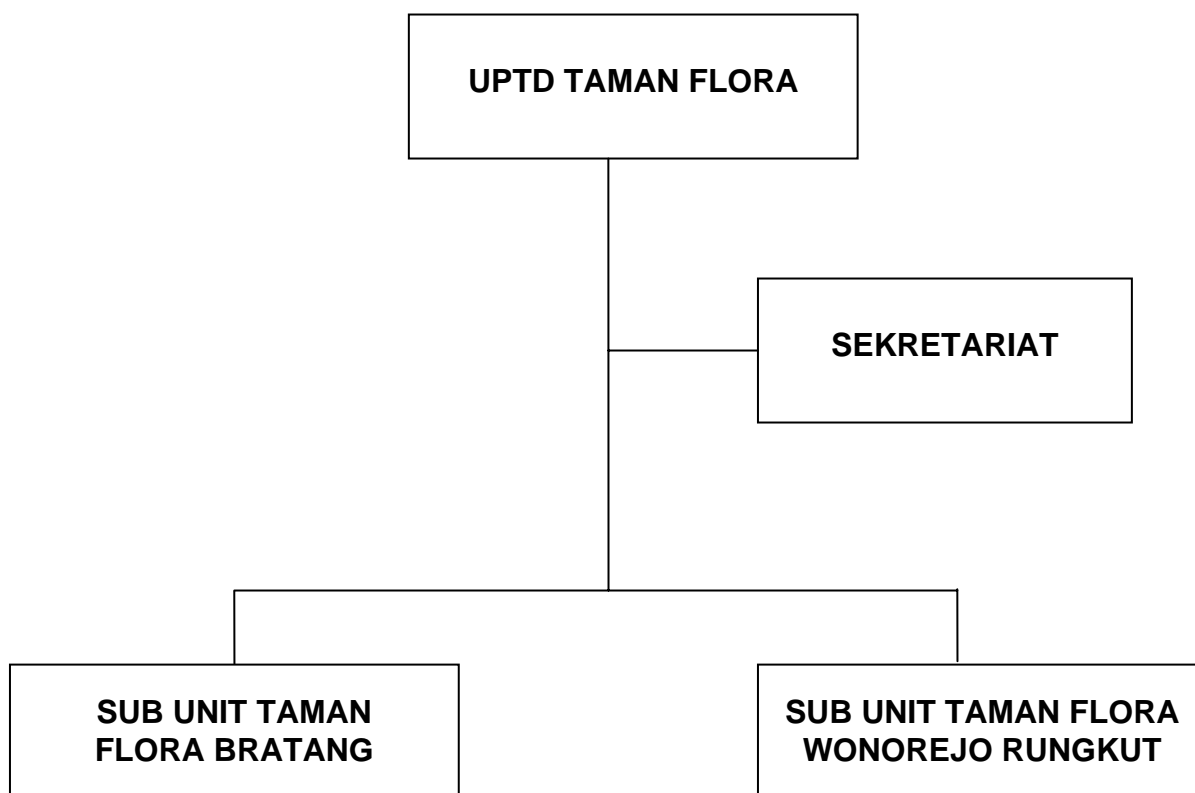 UPTD TAMAN FLORA
SEKRETARIAT
SUB UNIT TAMAN
FLORA BRATANG
SUB UNIT TAMAN FLORA
WONOREJO RUNGKUT